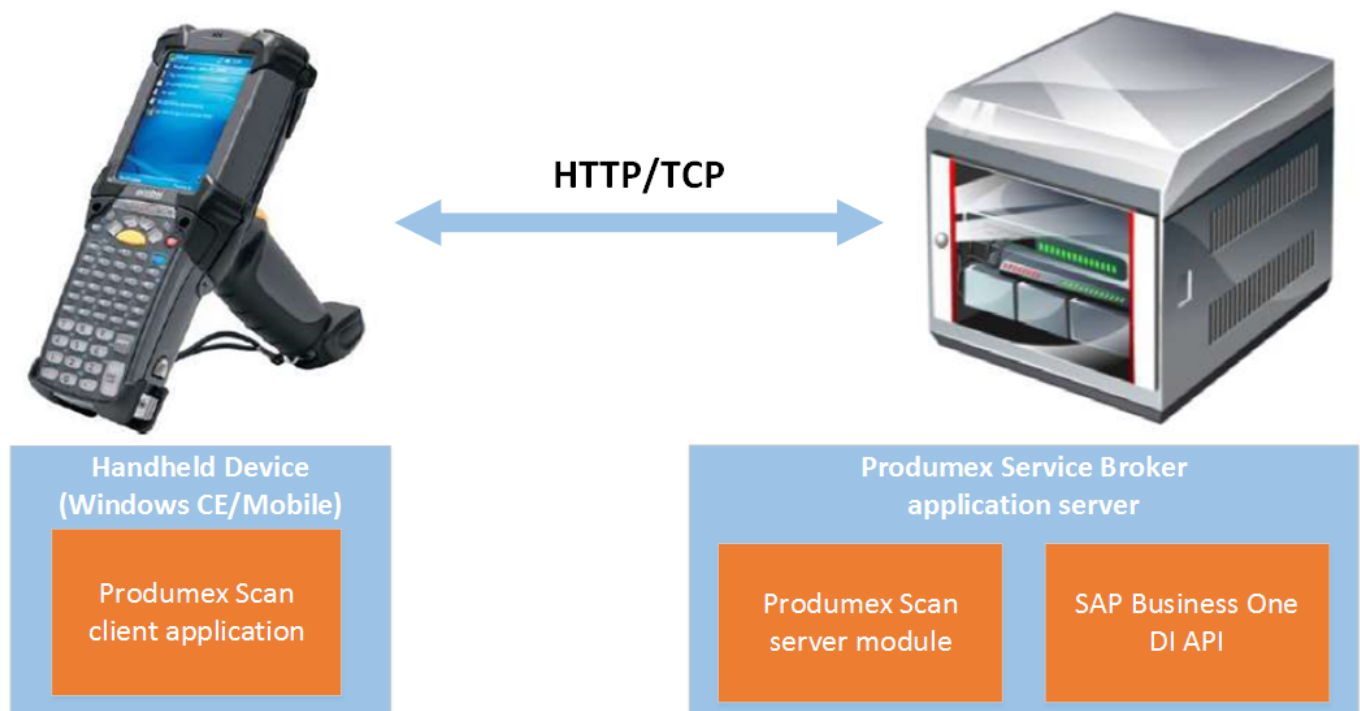 HTTP/TCP
Handheld Device
(Windows CE/Mobile)
Produmex Scan
client application
Produmex Service Broker
application server
Produmex Scan
server module
SAP Business One
DI API